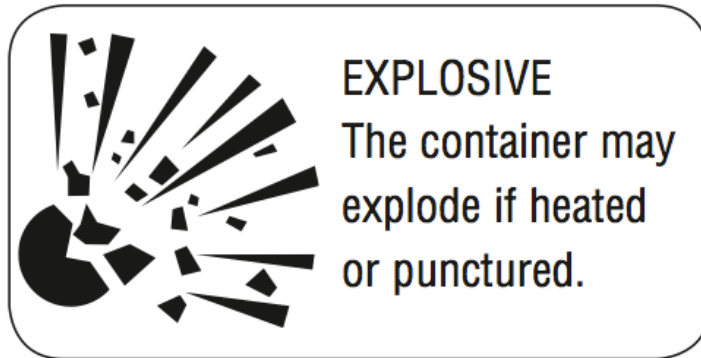 EXPLOSIVE
The container may
explode if heated
or punctured.